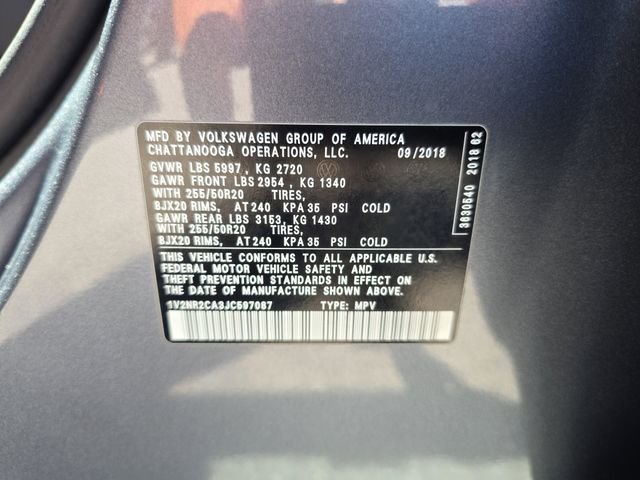 MFD BY VOLKSWAGEN GROUP OF AMERICA
CHATTANOOGA OPERATIONS, LLC. 09/2018
GVWR LBS 5997, KG 2720
GAWR FRONT LBS 2954, KG 1340
WITH 255/50R20 TIRES,
8JX20 RIMS, AT 240 KPA 35 PSI COLD
GAWR REAR LBS 3153, KG 1430
WITH 255/50R20 TIRES,
8JX20 RIMS, AT 240 KPA 35 PSI COLD
THIS VEHICLE CONFORMS TO ALL APPLICABLE U.S.
FEDERAL MOTOR VEHICLE SAFETY AND
THEFT PREVENTION STANDARDS IN EFFECT ON
THE DATE OF MANUFACTURE SHOWN ABOVE
1V2NR2CA3JC597087 TYPE: MPV
3630540 2018 62